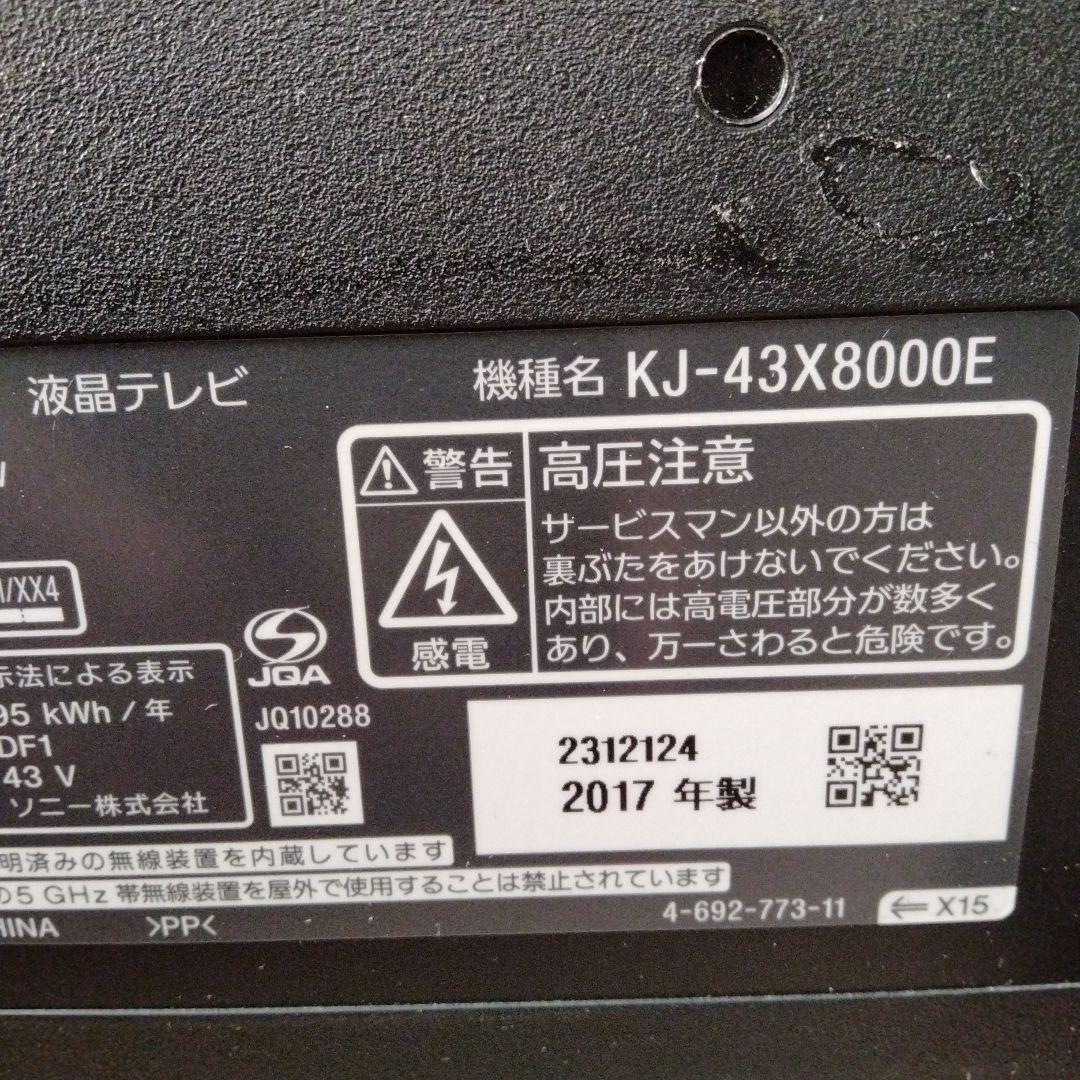 液晶テレビ
機種名 KJ-43X8000E
警告
高圧注意
サービスマン以外の方は
裏ぶたをあけないでください。
内部には高電圧部分が数多く
あり、万一さわると危険です。
感電
/XX4
JQA
示法による表示
95 kWh / 年
DF1
43 V
ソニー株式会社
JQ10288
2312124
2017 年製
明済みの無線装置を内蔵しています
の5 GHz 帯無線装置を屋外で使用することは禁止されています
4-692-773-11
X15
HINA
>PP<